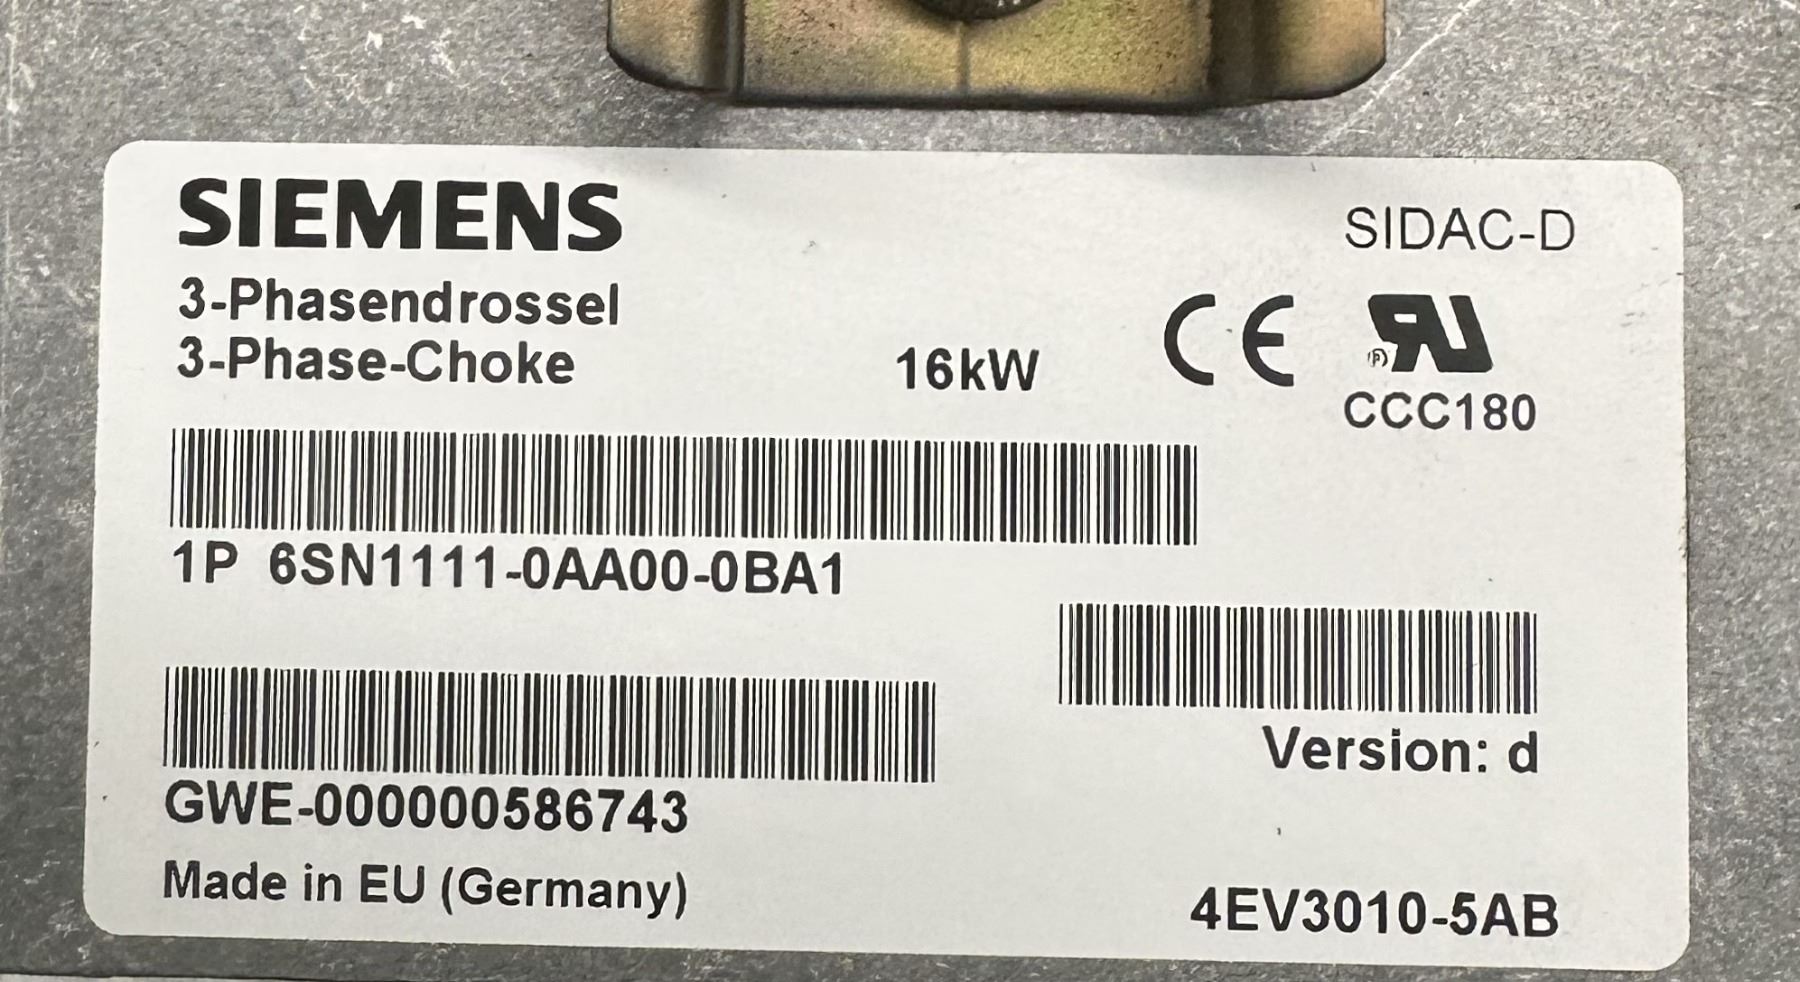 SIEMENS
SIDAC-D
3-Phasendrossel
3-Phase-Choke
16kW
CE
CCC180
1P 6SN1111-0AA00-0BA1
Version: d
GWE-000000586743
Made in EU (Germany)
4EV3010-5AB